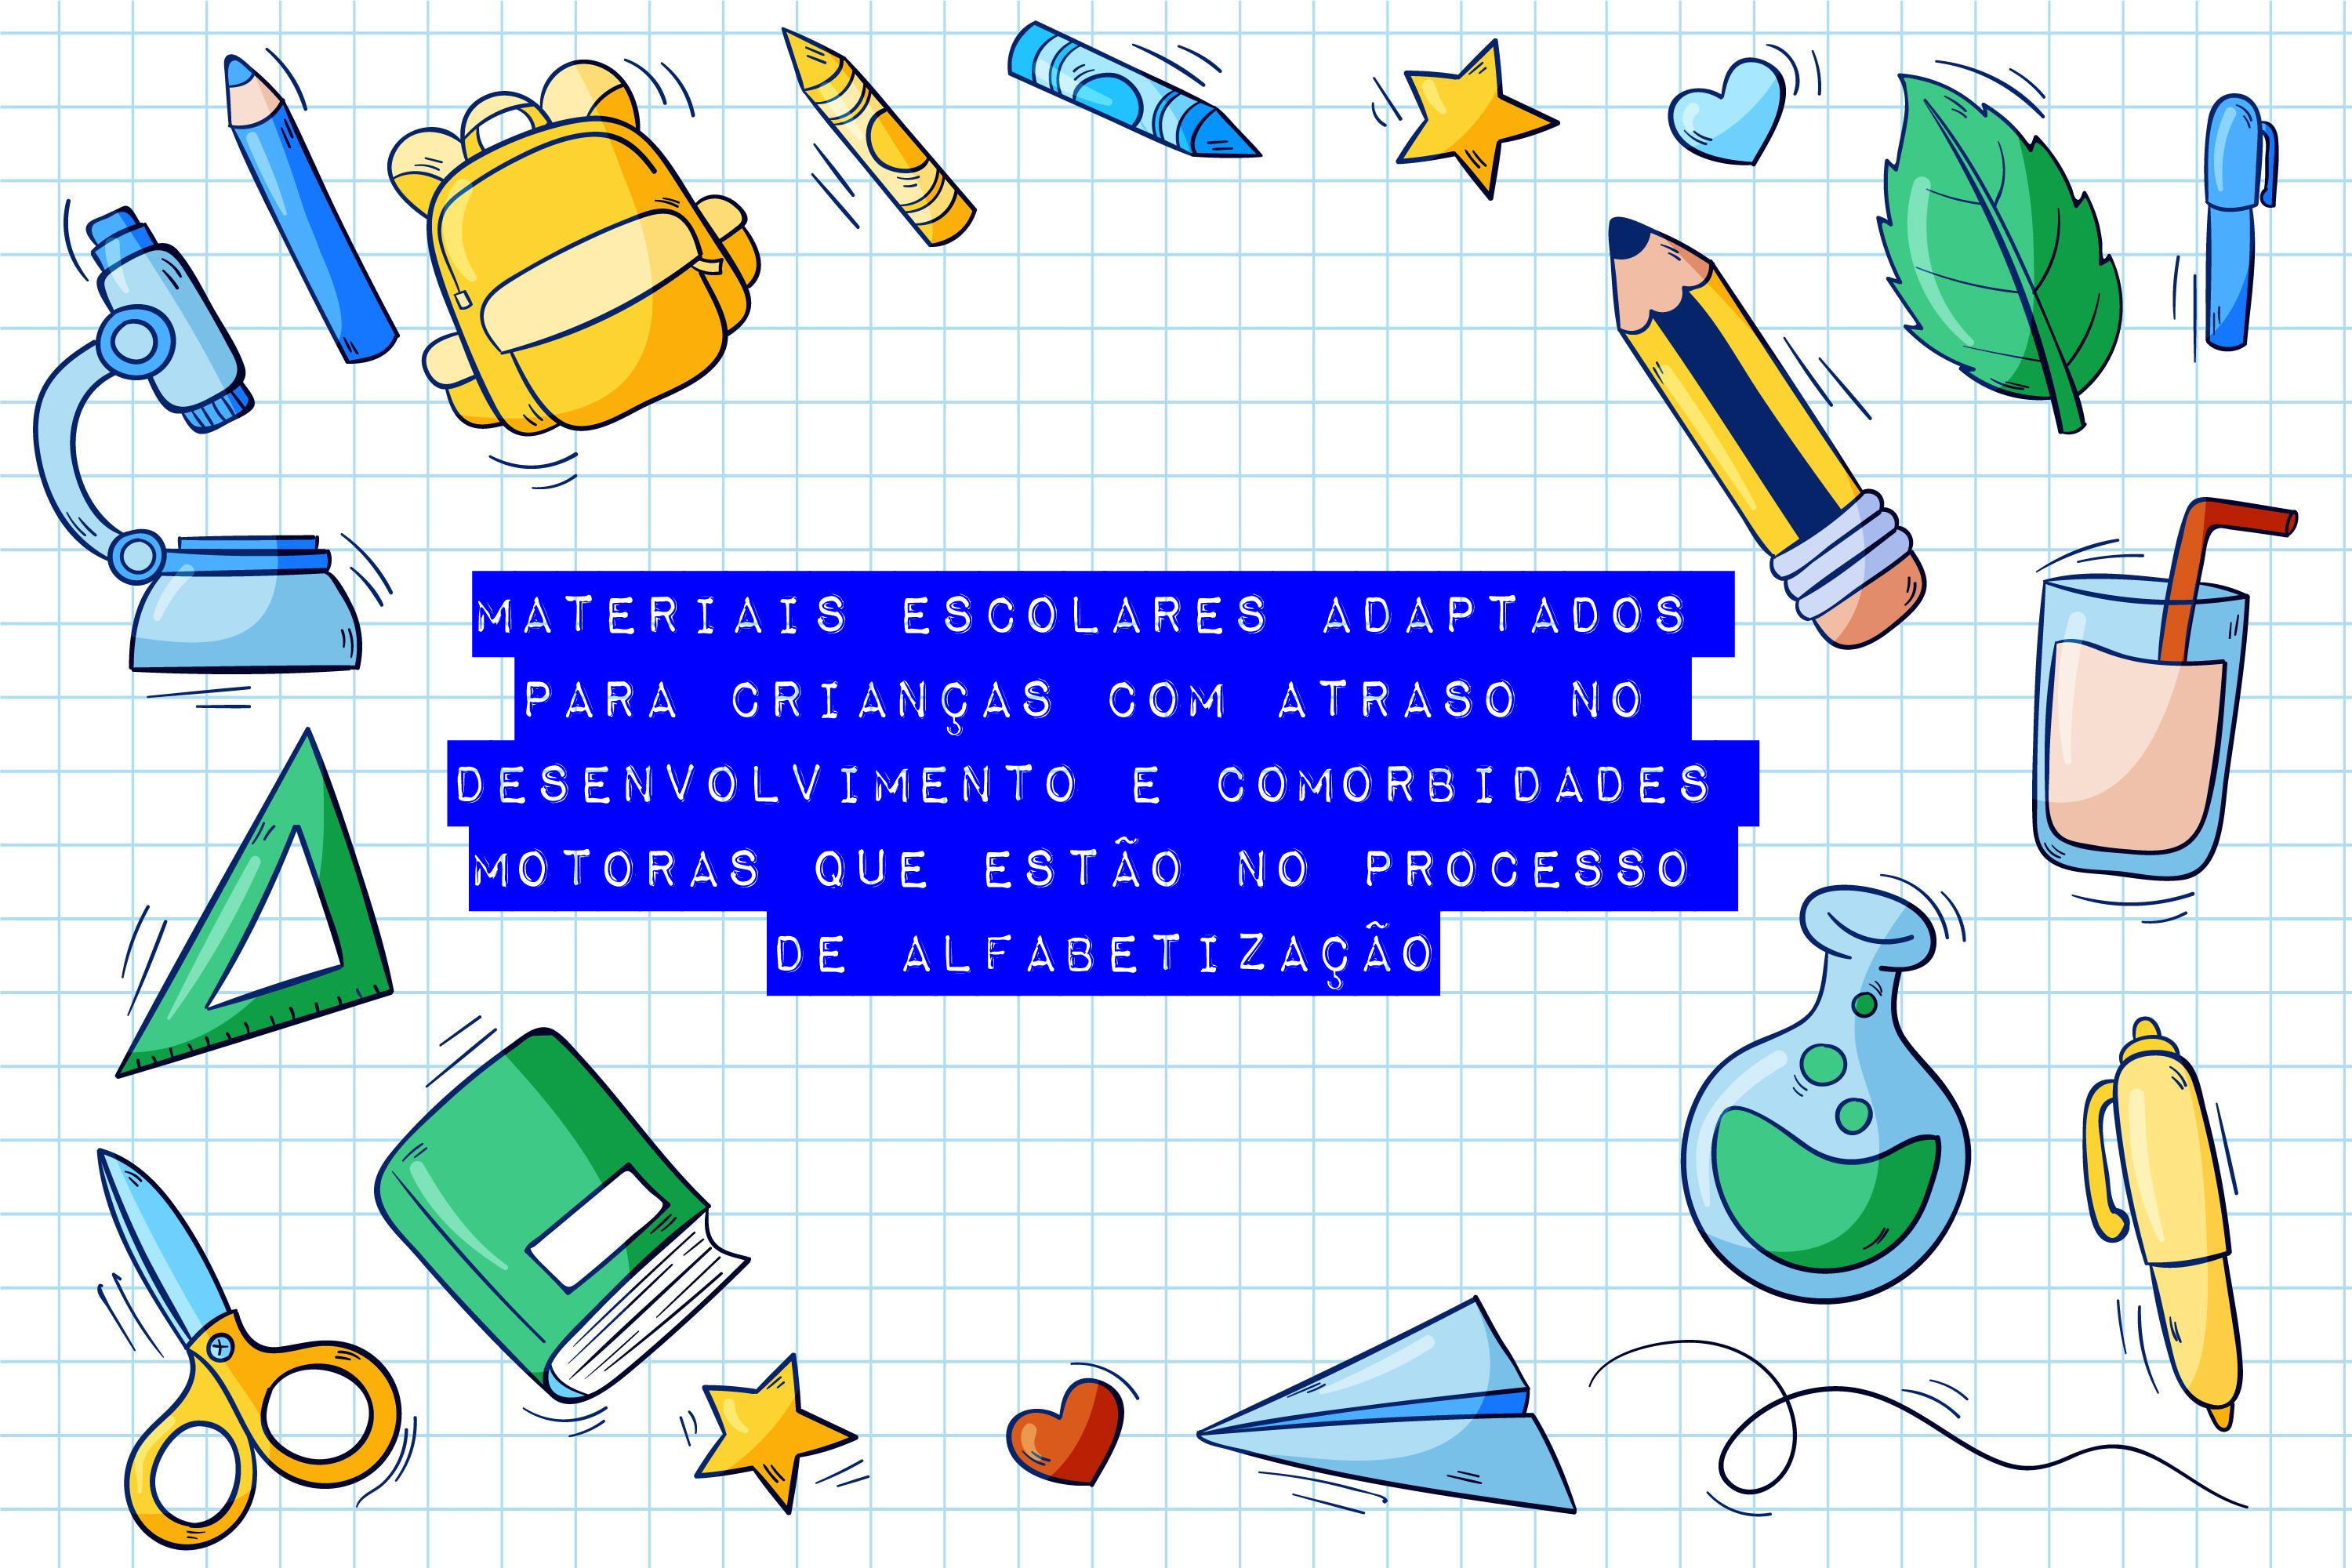 MATERIAIS ESCOLARES ADAPTADOS
PARA CRIANÇAS COM ATRASO NO
DESENVOLVIMENTO E COMORBIDADES
MOTORAS QUE ESTÃO NO PROCESSO
DE ALFABETIZAÇÃO